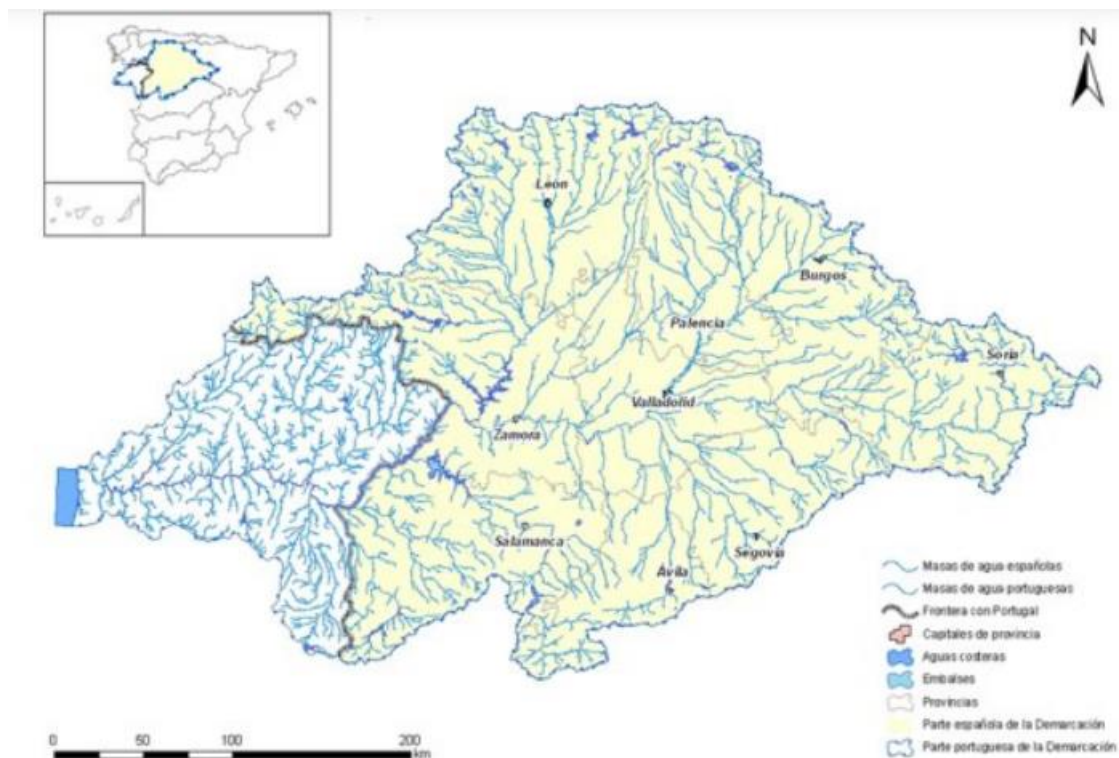 N
León
Burgos
Palencia
Soria
Valladolid
Zamora
Salamanca
Segovia
Ávila
Masas de agua españolas
Masas de agua portuguesas
Frontera con Portugal
Capitales de provincia
Aguas costeras
Embalses
Provincias
Parte española de la Demarcación
Parte portuguesa de la Demarcación
0 50 100 200
km